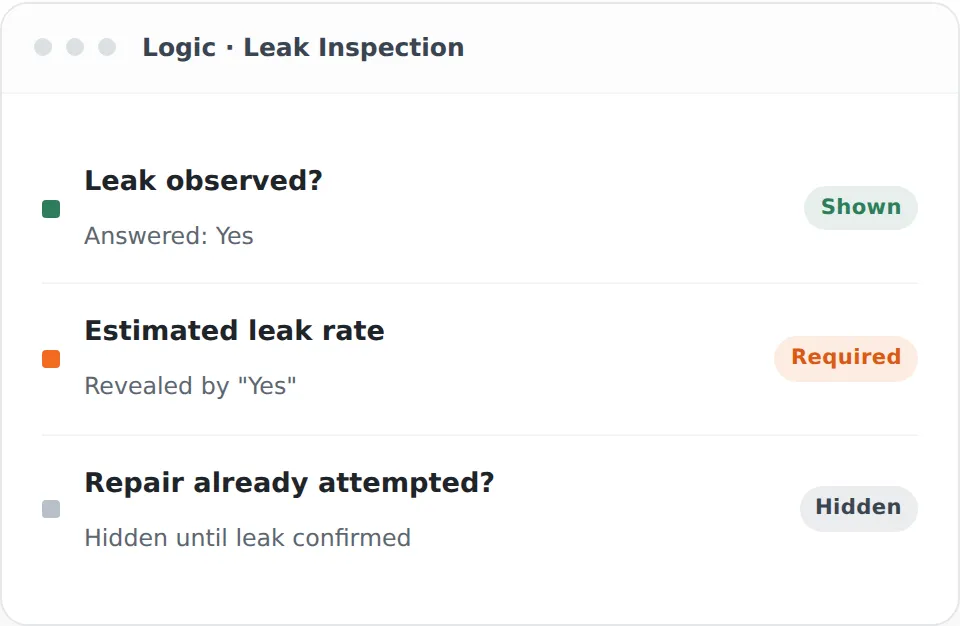 Logic · Leak Inspection
Leak observed?
Answered: Yes
Shown
Estimated leak rate
Revealed by "Yes"
Required
Repair already attempted?
Hidden until leak confirmed
Hidden